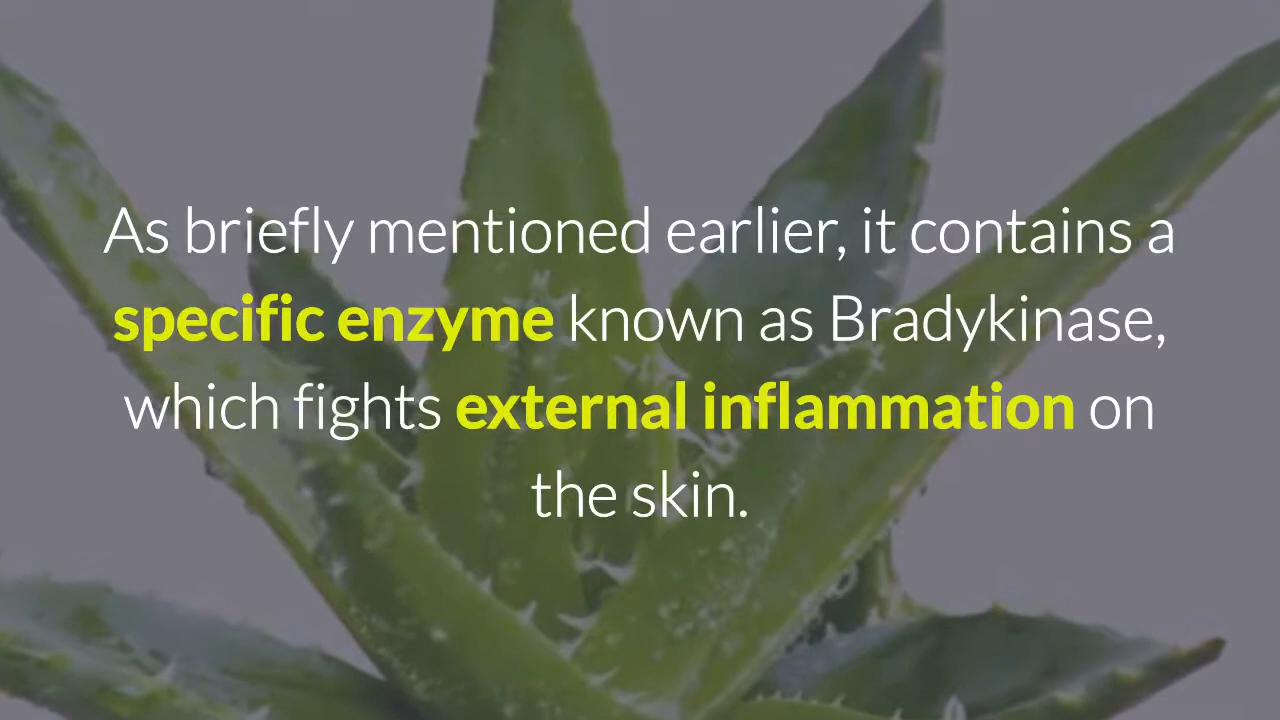 As briefly mentioned earlier, it contains a
specific enzyme known as Bradykinase,
which fights external inflammation on
the skin.